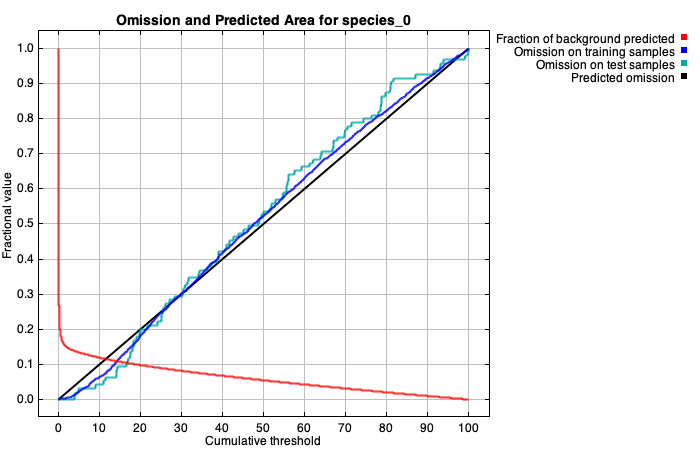 Omission and Predicted Area for species_0
Fraction of background predicted
Omission on training samples
Omission on test samples
Predicted omission
Fractional value
1.0
0.9
0.8
0.7
0.6
0.5
0.4
0.3
0.2
0.1
0.0
0 10 20 30 40 50 60 70 80 90 100
Cumulative threshold